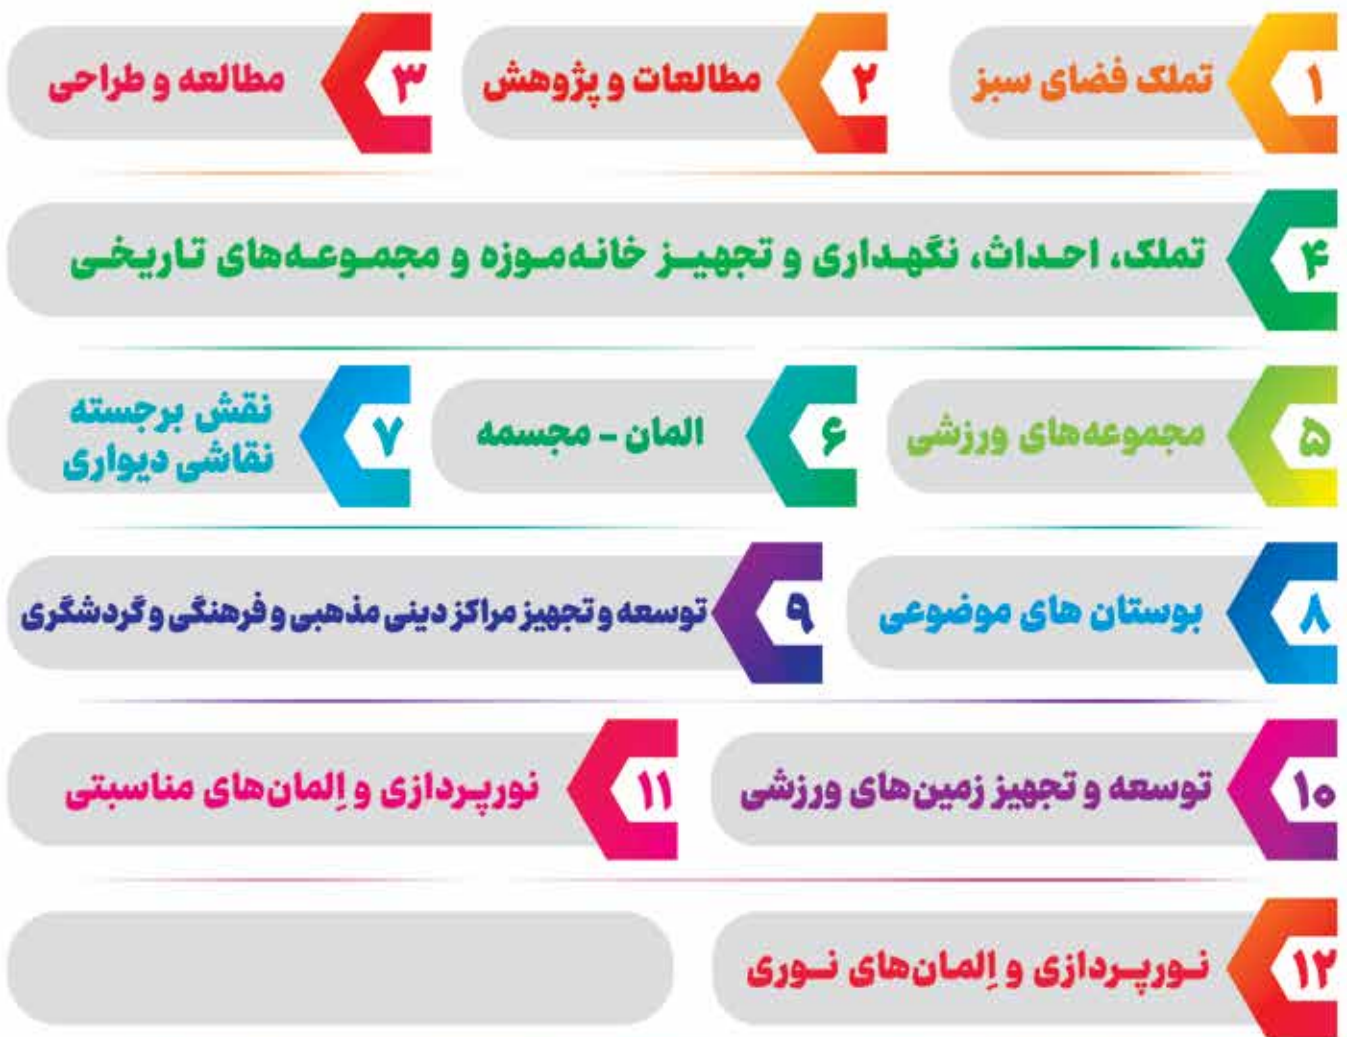 ۱ تملک فضای سبز
۲ مطالعات و پژوهش
۳ مطالعه و طراحی
۴ تملک، احداث، نگهداری و تجهیز خانه‌موزه و مجموعه‌های تاریخی
۵ مجموعه‌های ورزشی
۶ المان - مجسمه
۷ نقش برجسته
نقاشی دیواری
۸ بوستان های موضوعی
۹ توسعه و تجهیز مراکز دینی مذهبی و فرهنگی و گردشگری
۱۰ توسعه و تجهیز زمین‌های ورزشی
۱۱ نورپردازی و اِلمان‌های مناسبتی
۱۲ نورپردازی و اِلمان‌های نوری